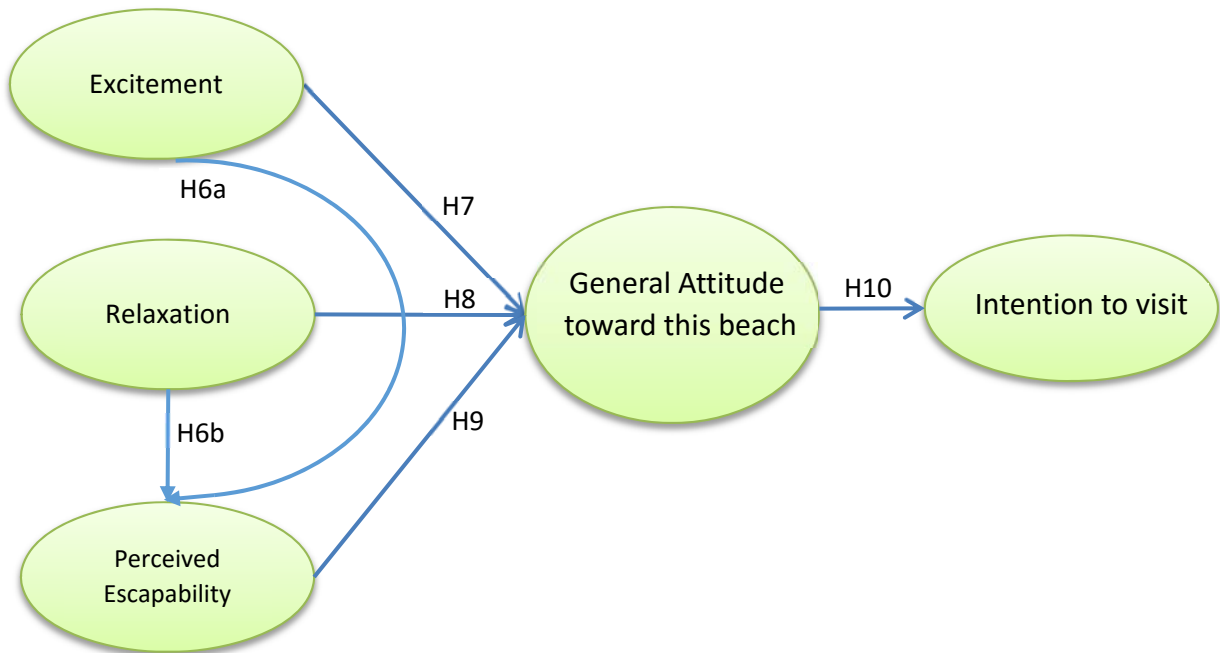 Excitement
H6a
H7
Relaxation
H8
General Attitude
toward this beach
H10
Intention to visit
H6b
H9
Perceived
Escapability